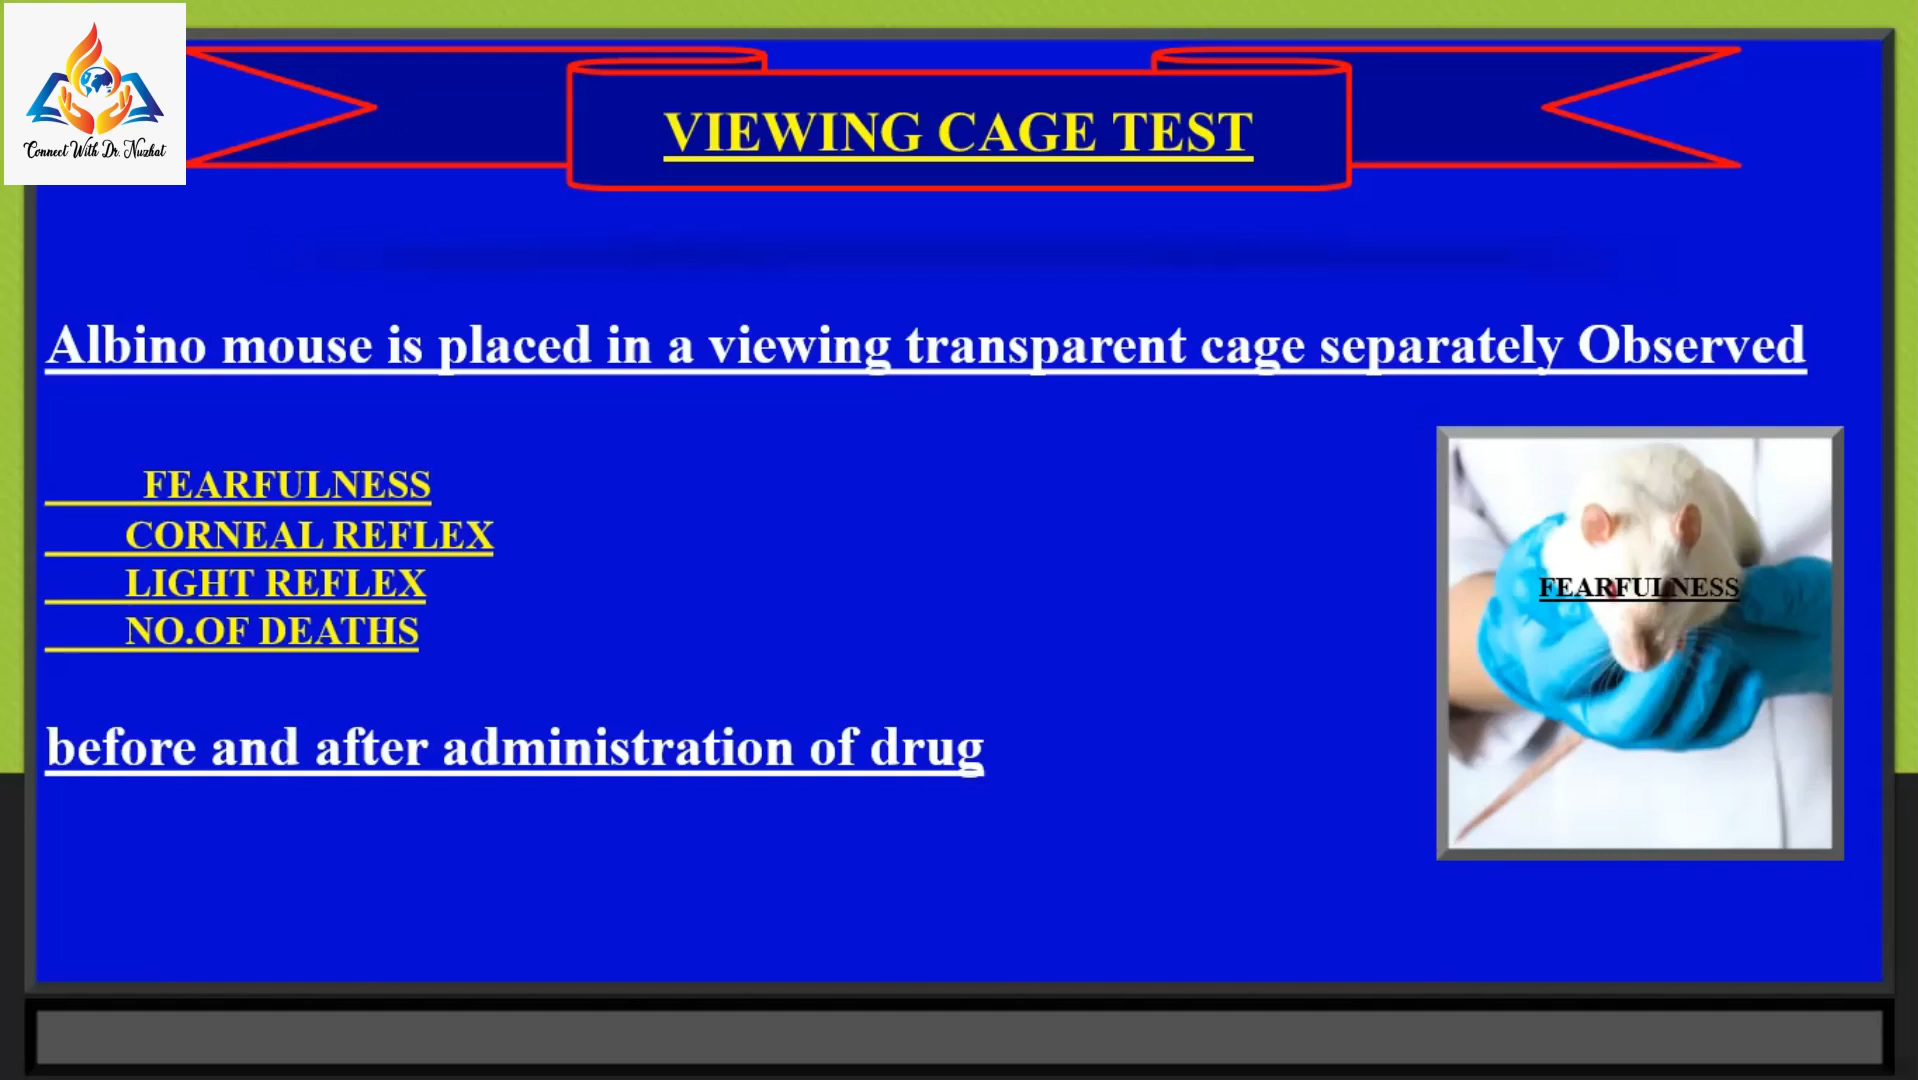 Connect With Dr. Nuzhat
VIEWING CAGE TEST
Albino mouse is placed in a viewing transparent cage separately Observed
FEARFULNESS
CORNEAL REFLEX
LIGHT REFLEX
NO.OF DEATHS
FEARFULNESS
before and after administration of drug